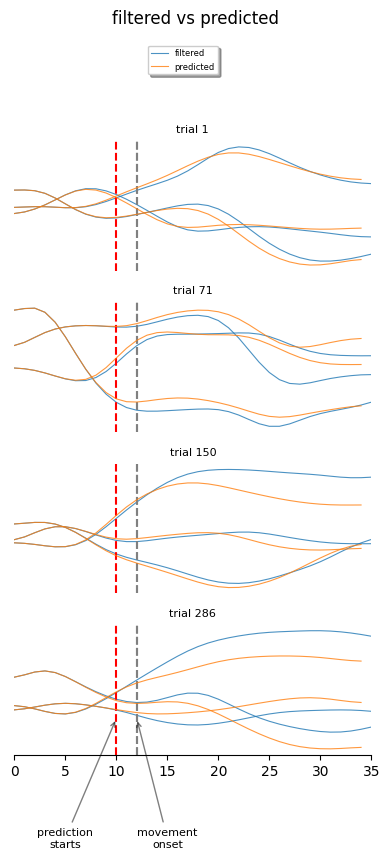 filtered vs predicted
filtered
predicted
trial 1
trial 71
trial 150
trial 286
0 5 10 15 20 25 30 35
prediction starts
movement onset